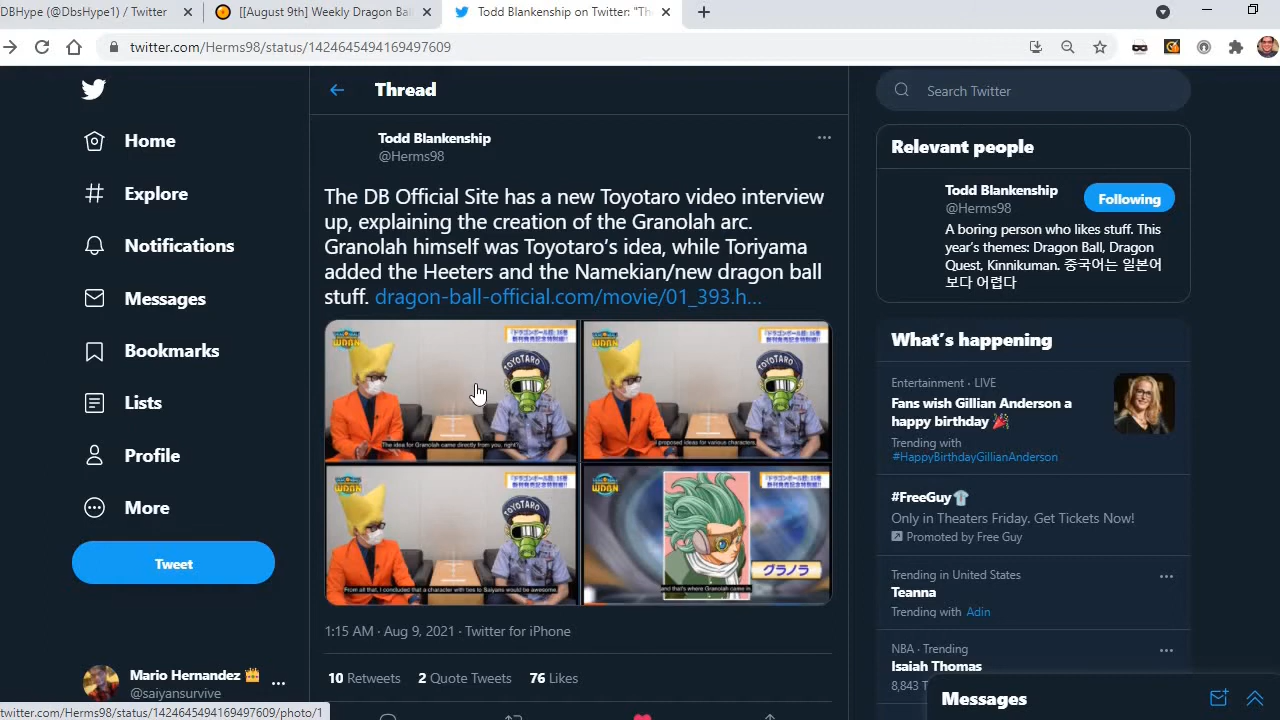 DBHype (@DbsHype1) / Twitter
[[August 9th] Weekly Dragon Bal
Todd Blankenship on Twitter: "Th
twitter.com/Herms98/status/1424645494169497609
Home
Explore
Notifications
Messages
Bookmarks
Lists
Profile
More
Tweet
Mario Hernandez
@saiyansurvive
Thread
Todd Blankenship
@Herms98
The DB Official Site has a new Toyotaro video interview
up, explaining the creation of the Granolah arc.
Granolah himself was Toyotaro's idea, while Toriyama
added the Heeters and the Namekian/new dragon ball
stuff. dragon-ball-official.com/movie/01_393.h...
TOYOTARO
The idea for Granolah came directly from you, right?
TOYOTARO
I proposed ideas for various characters,
TOYOTARO
From all that, I concluded that a character with ties to Saiyans would be awesome,
グラノラ
and that's where Granolah came in.
1:15 AM · Aug 9, 2021 · Twitter for iPhone
10 Retweets 2 Quote Tweets 76 Likes
Search Twitter
Relevant people
Todd Blankenship
@Herms98
Following
A boring person who likes stuff. This
year's themes: Dragon Ball, Dragon
Quest, Kinnikuman. 중국어는 일본어
보다 어렵다
What's happening
Entertainment · LIVE
Fans wish Gillian Anderson a
happy birthday
Trending with
#HappyBirthdayGillianAnderson
#FreeGuy
Only in Theaters Friday. Get Tickets Now!
Promoted by Free Guy
Trending in United States
Teanna
Trending with Adin
NBA · Trending
Isaiah Thomas
8,843 T
Messages
twitter.com/Herms98/status/1424645494169497609/photo/1